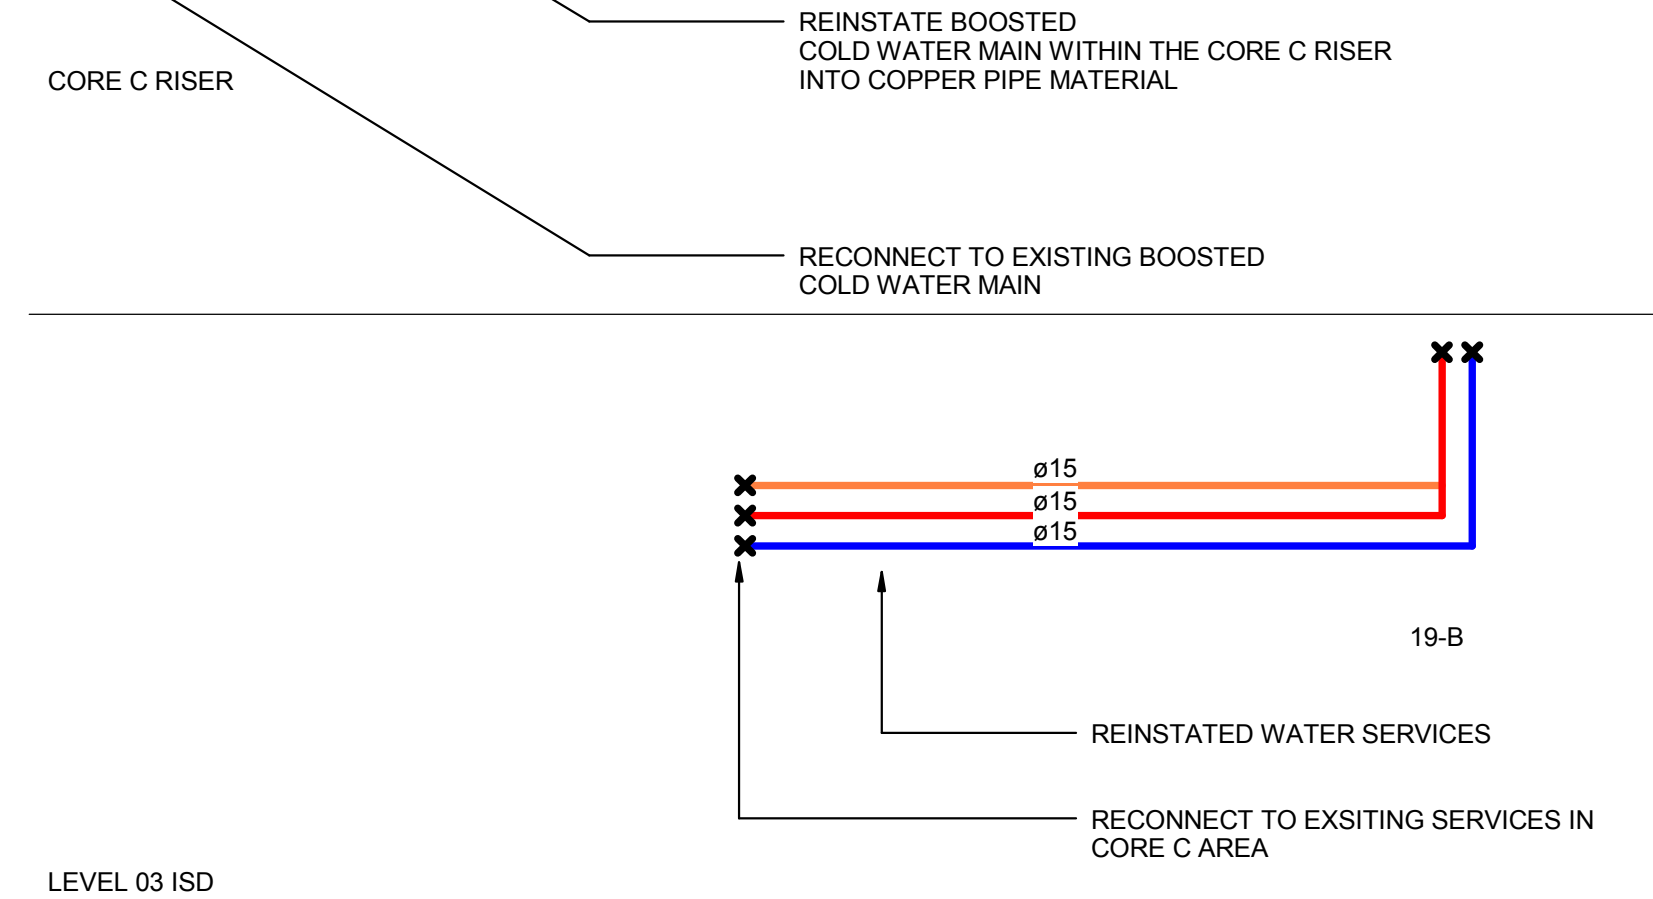 REINSTATE BOOSTED
COLD WATER MAIN WITHIN THE CORE C RISER
INTO COPPER PIPE MATERIAL
CORE C RISER
RECONNECT TO EXISTING BOOSTED
COLD WATER MAIN
ø15
ø15
ø15
19-B
REINSTATED WATER SERVICES
RECONNECT TO EXSITING SERVICES IN
CORE C AREA
LEVEL 03 ISD